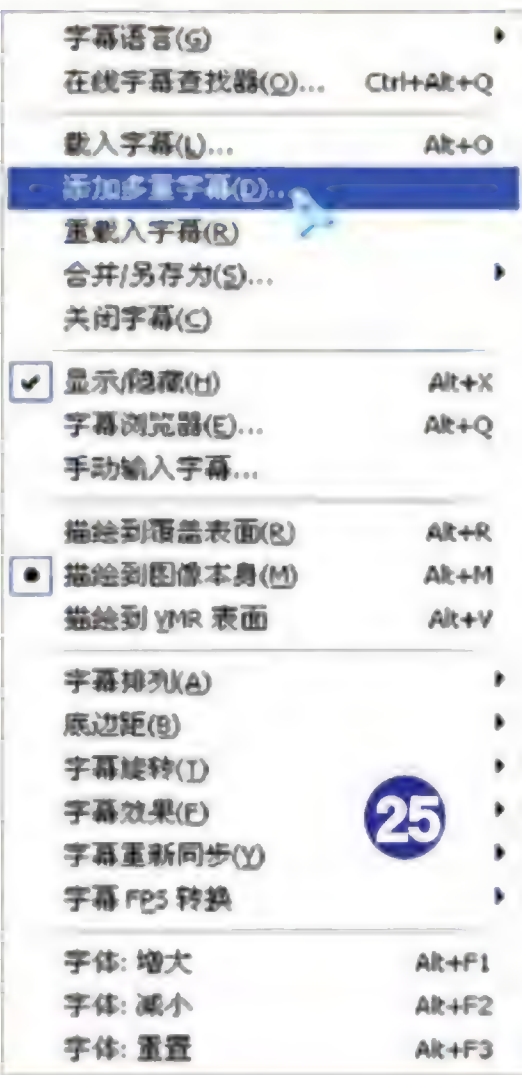 字幕语言(G)
在线字幕查找器(Q)... Ctrl+Alt+Q
载入字幕(L)... Alt+O
添加多重字幕(D)...
重载入字幕(R)
合并/另存为(S)...
关闭字幕(C)
显示/隐藏(H) Alt+X
字幕浏览器(E)... Alt+Q
手动输入字幕...
描绘到覆盖表面(R) Alt+R
描绘到图像本身(M) Alt+M
描绘到 VMR 表面 Alt+V
字幕排列(A)
底边距(B)
字幕旋转(T)
字幕效果(F)
25
字幕重新同步(Y)
字幕 FPS 转换
字体: 增大 Alt+F1
字体: 减小 Alt+F2
字体: 重置 Alt+F3